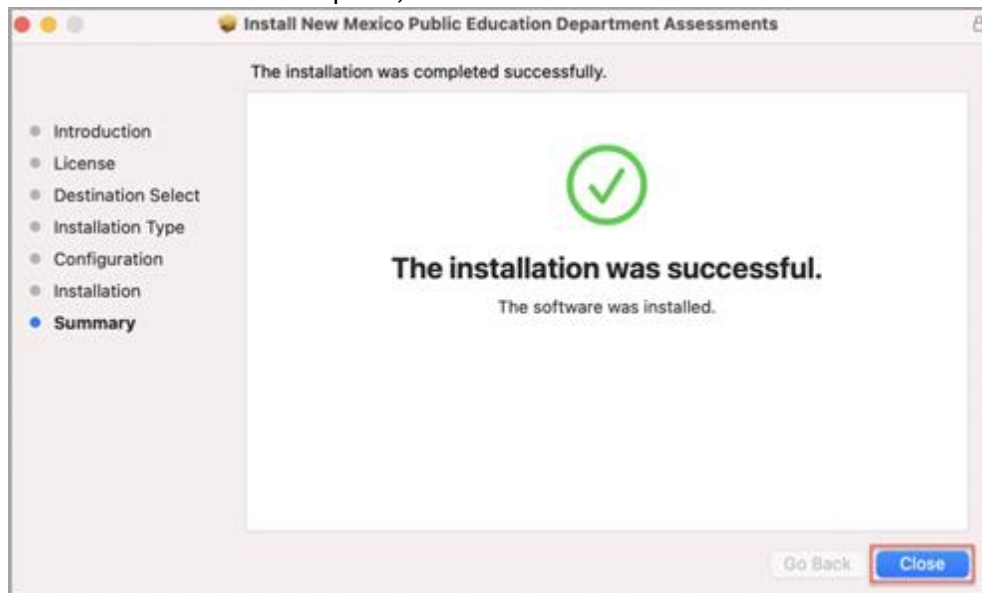 Install New Mexico Public Education Department Assessments
The installation was completed successfully.
Introduction
License
Destination Select
Installation Type
Configuration
Installation
Summary
The installation was successful.
The software was installed.
Go Back
Close